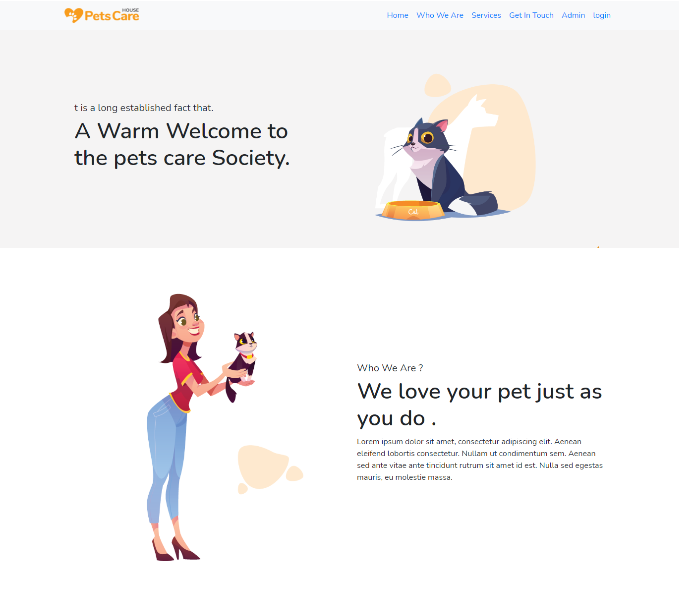 HOUSE
Pets Care
Home Who We Are Services Get In Touch Admin login
t is a long established fact that.
A Warm Welcome to
the pets care Society.
Cat
Who We Are ?
We love your pet just as
you do .
Lorem ipsum dolor sit amet, consectetur adipiscing elit. Aenean
eleifend lobortis consectetur. Nullam ut condimentum sem. Aenean
sed ante vitae ante tincidunt rutrum sit amet id est. Nulla sed egestas
mauris, eu molestie massa.